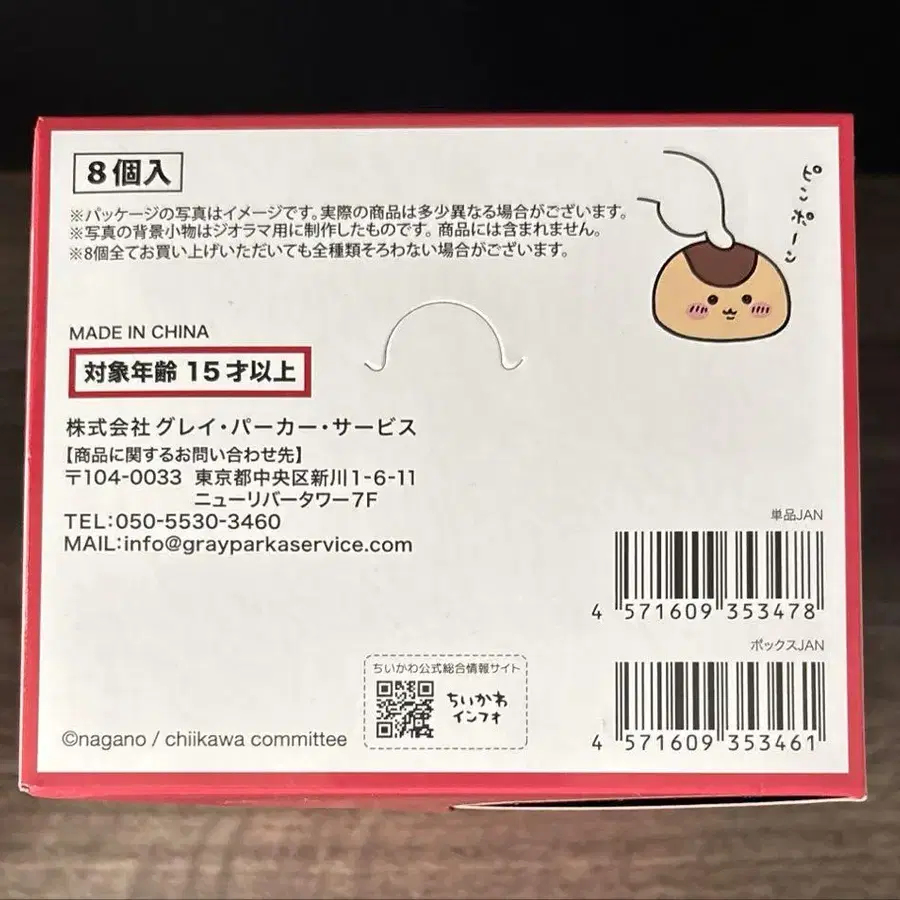 8個入
※パッケージの写真はイメージです。実際の商品は多少異なる場合がございます。
※写真の背景小物はジオラマ用に制作したものです。商品には含まれません。
※8個全てお買い上げいただいても全種類そろわない場合がございます。
ピンポーン
MADE IN CHINA
対象年齢 15才以上
株式会社 グレイ・パーカー・サービス
【商品に関するお問い合わせ先】
〒104-0033 東京都中央区新川1-6-11
ニューリバータワー7F
TEL:050-5530-3460
MAIL:info@grayparkaservice.com
単品JAN
4 571609 353478
ボックスJAN
4 571609 353461
ちいかわ公式総合情報サイト
ちいかわ
インフォ
©nagano / chiikawa committee